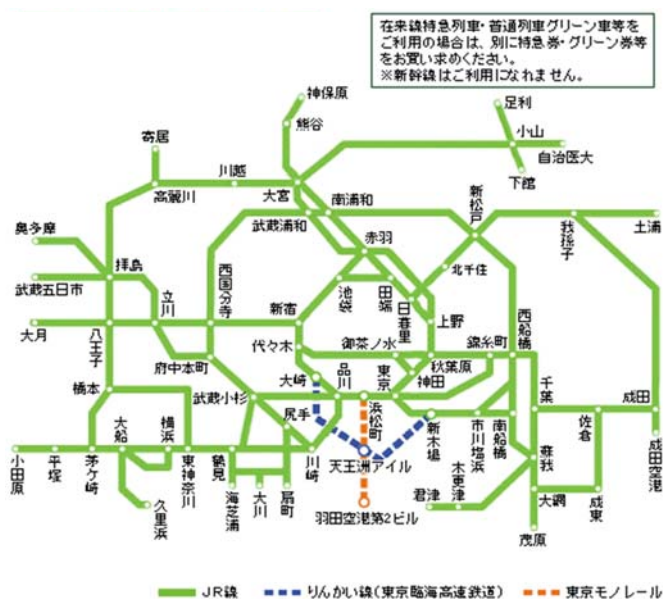 在来線特急列車・普通列車グリーン車等を
ご利用の場合は、別に特急券・グリーン券等
をお買い求めください。
※新幹線はご利用になれません。
神保原
足利
熊谷
小山
寄居
自治医大
川越
下館
高麗川
大宮
南浦和
新松戸
武蔵浦和
我孫子
土浦
奥多摩
赤羽
拝島
西国分寺
北千住
武蔵五日市
立川
池袋
田端
日暮里
新宿
上野
西船橋
大月
八王子
代々木
御茶ノ水
錦糸町
府中本町
品川
東京
秋葉原
神田
大崎
千葉
成田
橋本
武蔵小杉
浜松町
尻手
大船
横浜
新木場
市川塩浜
南船橋
佐倉
成田空港
蘇我
小田原
平塚
茅ケ崎
東神奈川
鶴見
川崎
天王洲アイル
木更津
久里浜
海芝浦
大川
扇町
君津
大網
成東
羽田空港第2ビル
茂原
JR線
りんかい線(東京臨海高速鉄道)
東京モノレール